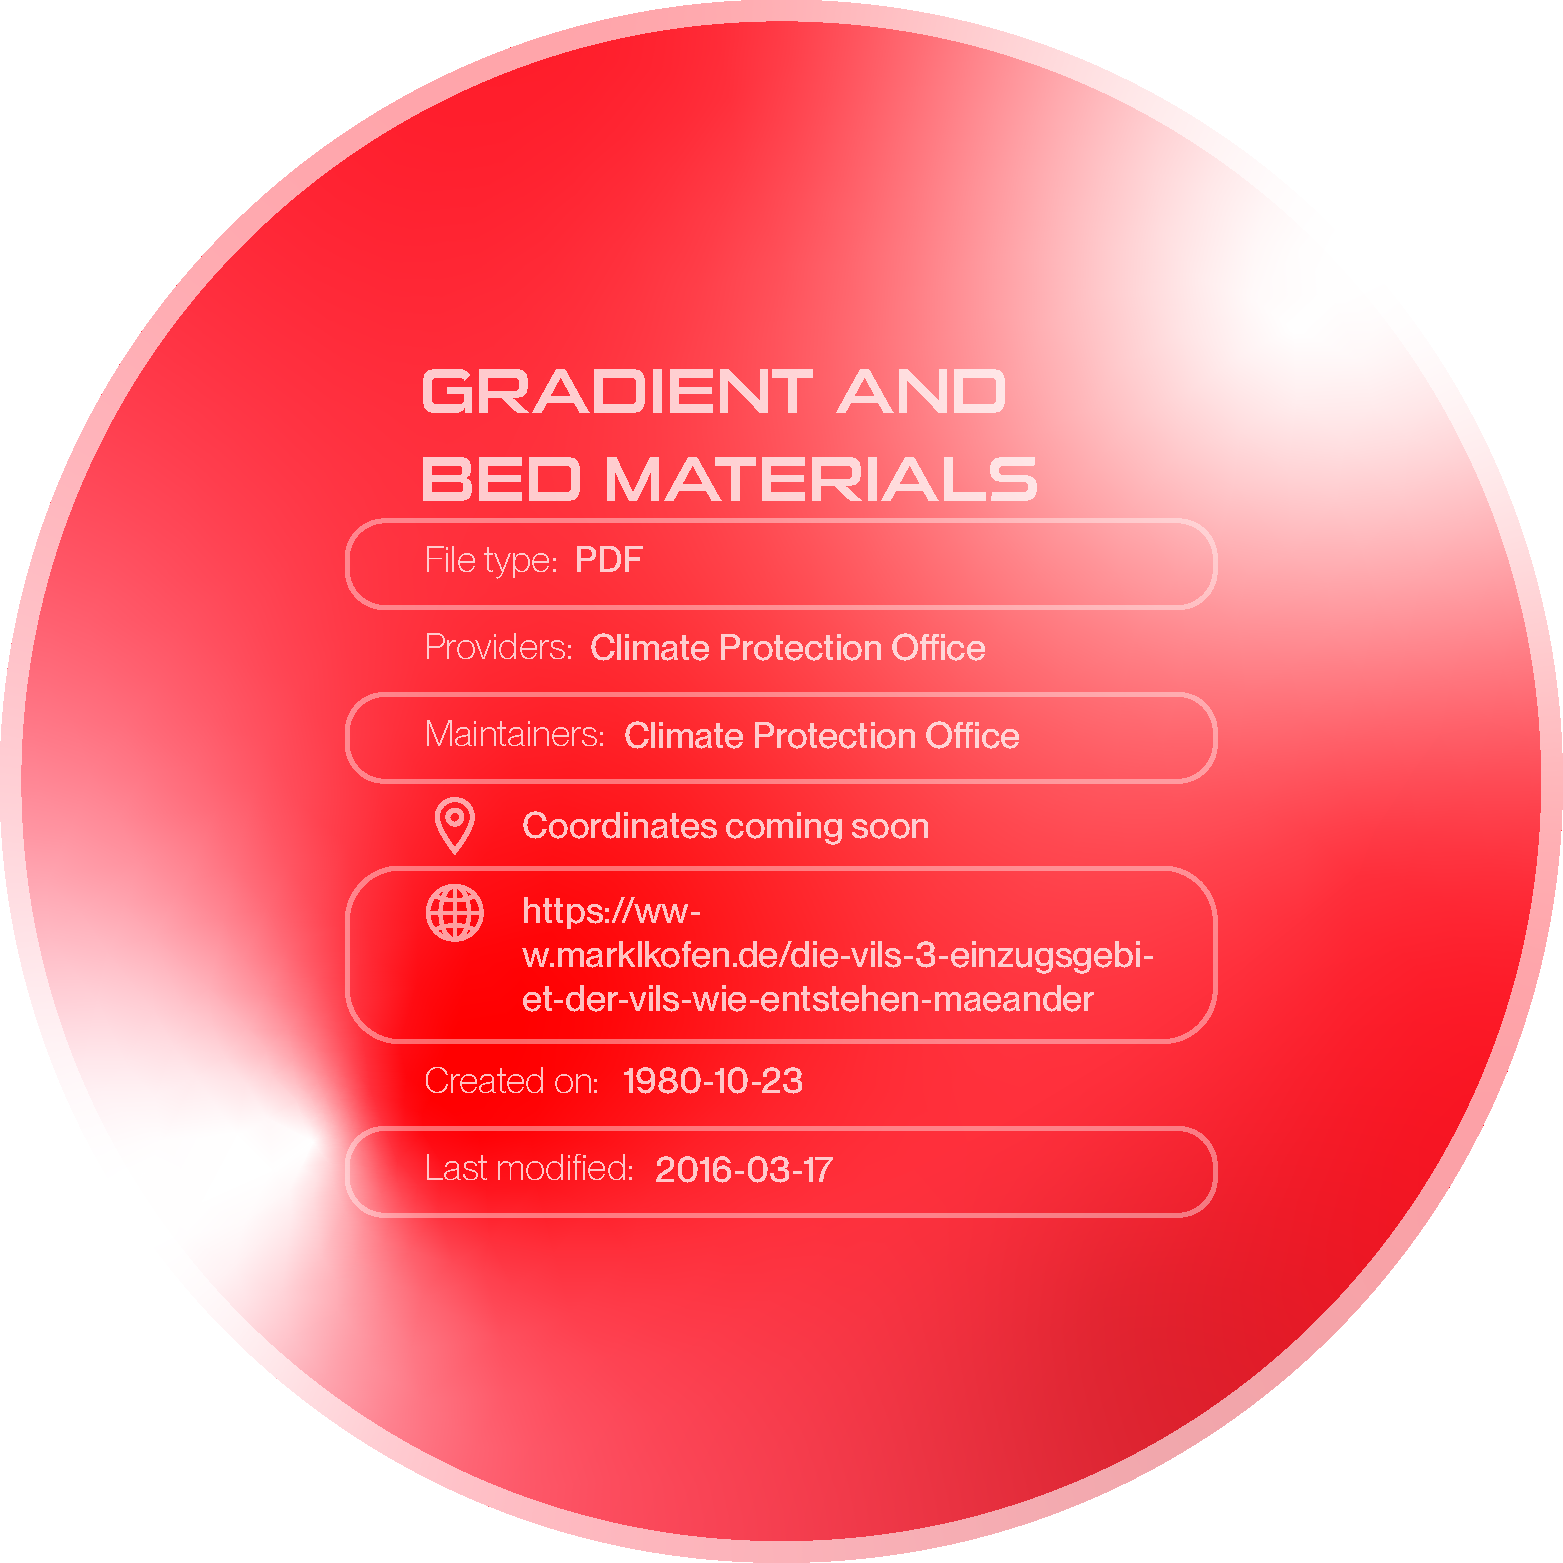 GRADIENT AND
BED MATERIALS
File type: PDF
Providers: Climate Protection Office
Maintainers: Climate Protection Office
Coordinates coming soon
https://ww-
w.marklkofen.de/die-vils-3-einzugsgebi-
et-der-vils-wie-entstehen-maeander
Created on: 1980-10-23
Last modified: 2016-03-17